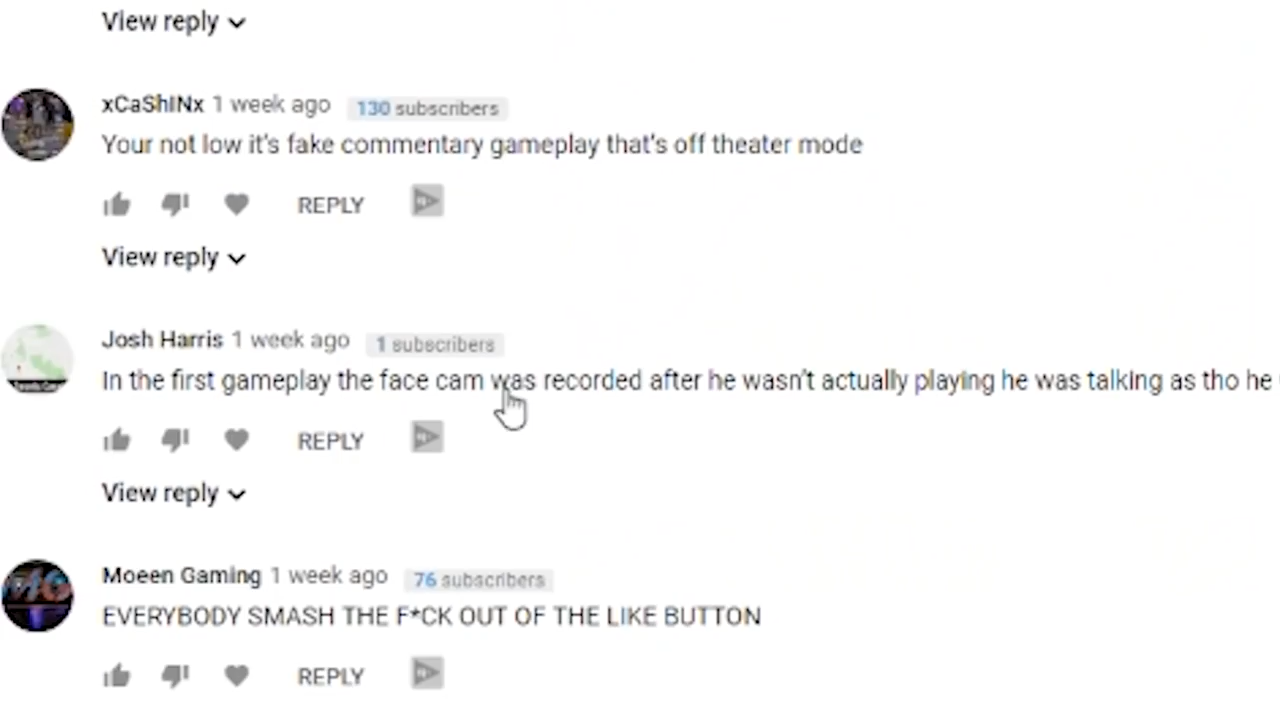 View reply
xCaShINx 1 week ago 130 subscribers
Your not low it's fake commentary gameplay that's off theater mode
REPLY
View reply
Josh Harris 1 week ago 1 subscribers
In the first gameplay the face cam was recorded after he wasn't actually playing he was talking as tho he
REPLY
View reply
Moeen Gaming 1 week ago 76 subscribers
EVERYBODY SMASH THE F*CK OUT OF THE LIKE BUTTON
REPLY